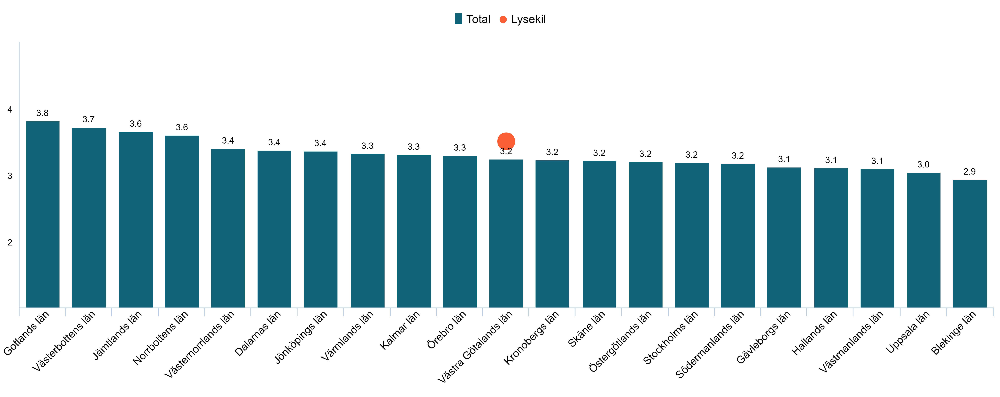 Total Lysekil
4
3
2
3.8
3.7
3.6
3.6
3.4
3.4
3.4
3.3
3.3
3.3
3.2
3.2
3.2
3.2
3.2
3.2
3.1
3.1
3.1
3.0
2.9
Gotlands län
Västerbottens län
Jämtlands län
Norrbottens län
Västernorrlands län
Dalarnas län
Jönköpings län
Värmlands län
Kalmar län
Örebro län
Västra Götalands län
Kronobergs län
Skåne län
Östergötlands län
Stockholms län
Södermanlands län
Gävleborgs län
Hallands län
Västmanlands län
Uppsala län
Blekinge län